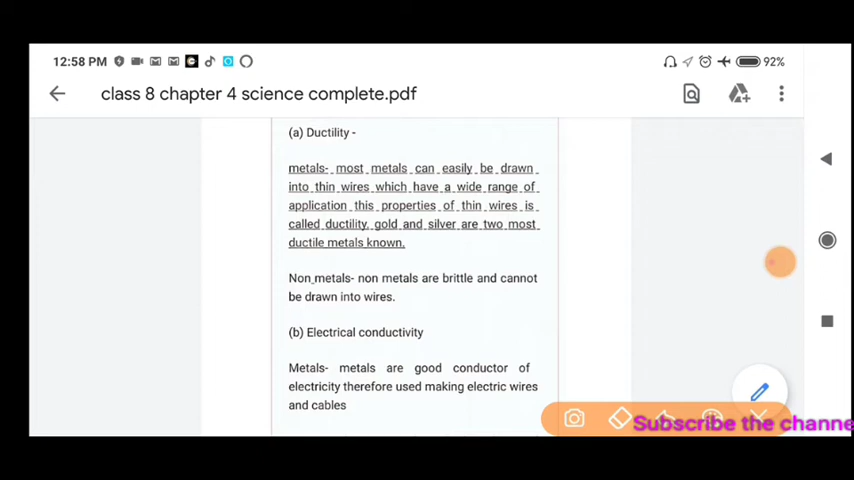 12:58 PM
92%
class 8 chapter 4 science complete.pdf
(a) Ductility -
metals- most metals can easily be drawn
into thin wires which have a wide range of
application this properties of thin wires is
called ductility, gold and silver are two most
ductile metals known.
Non metals- non metals are brittle and cannot
be drawn into wires.
(b) Electrical conductivity
Metals- metals are good conductor of
electricity therefore used making electric wires
and cables
Subscribe the channe